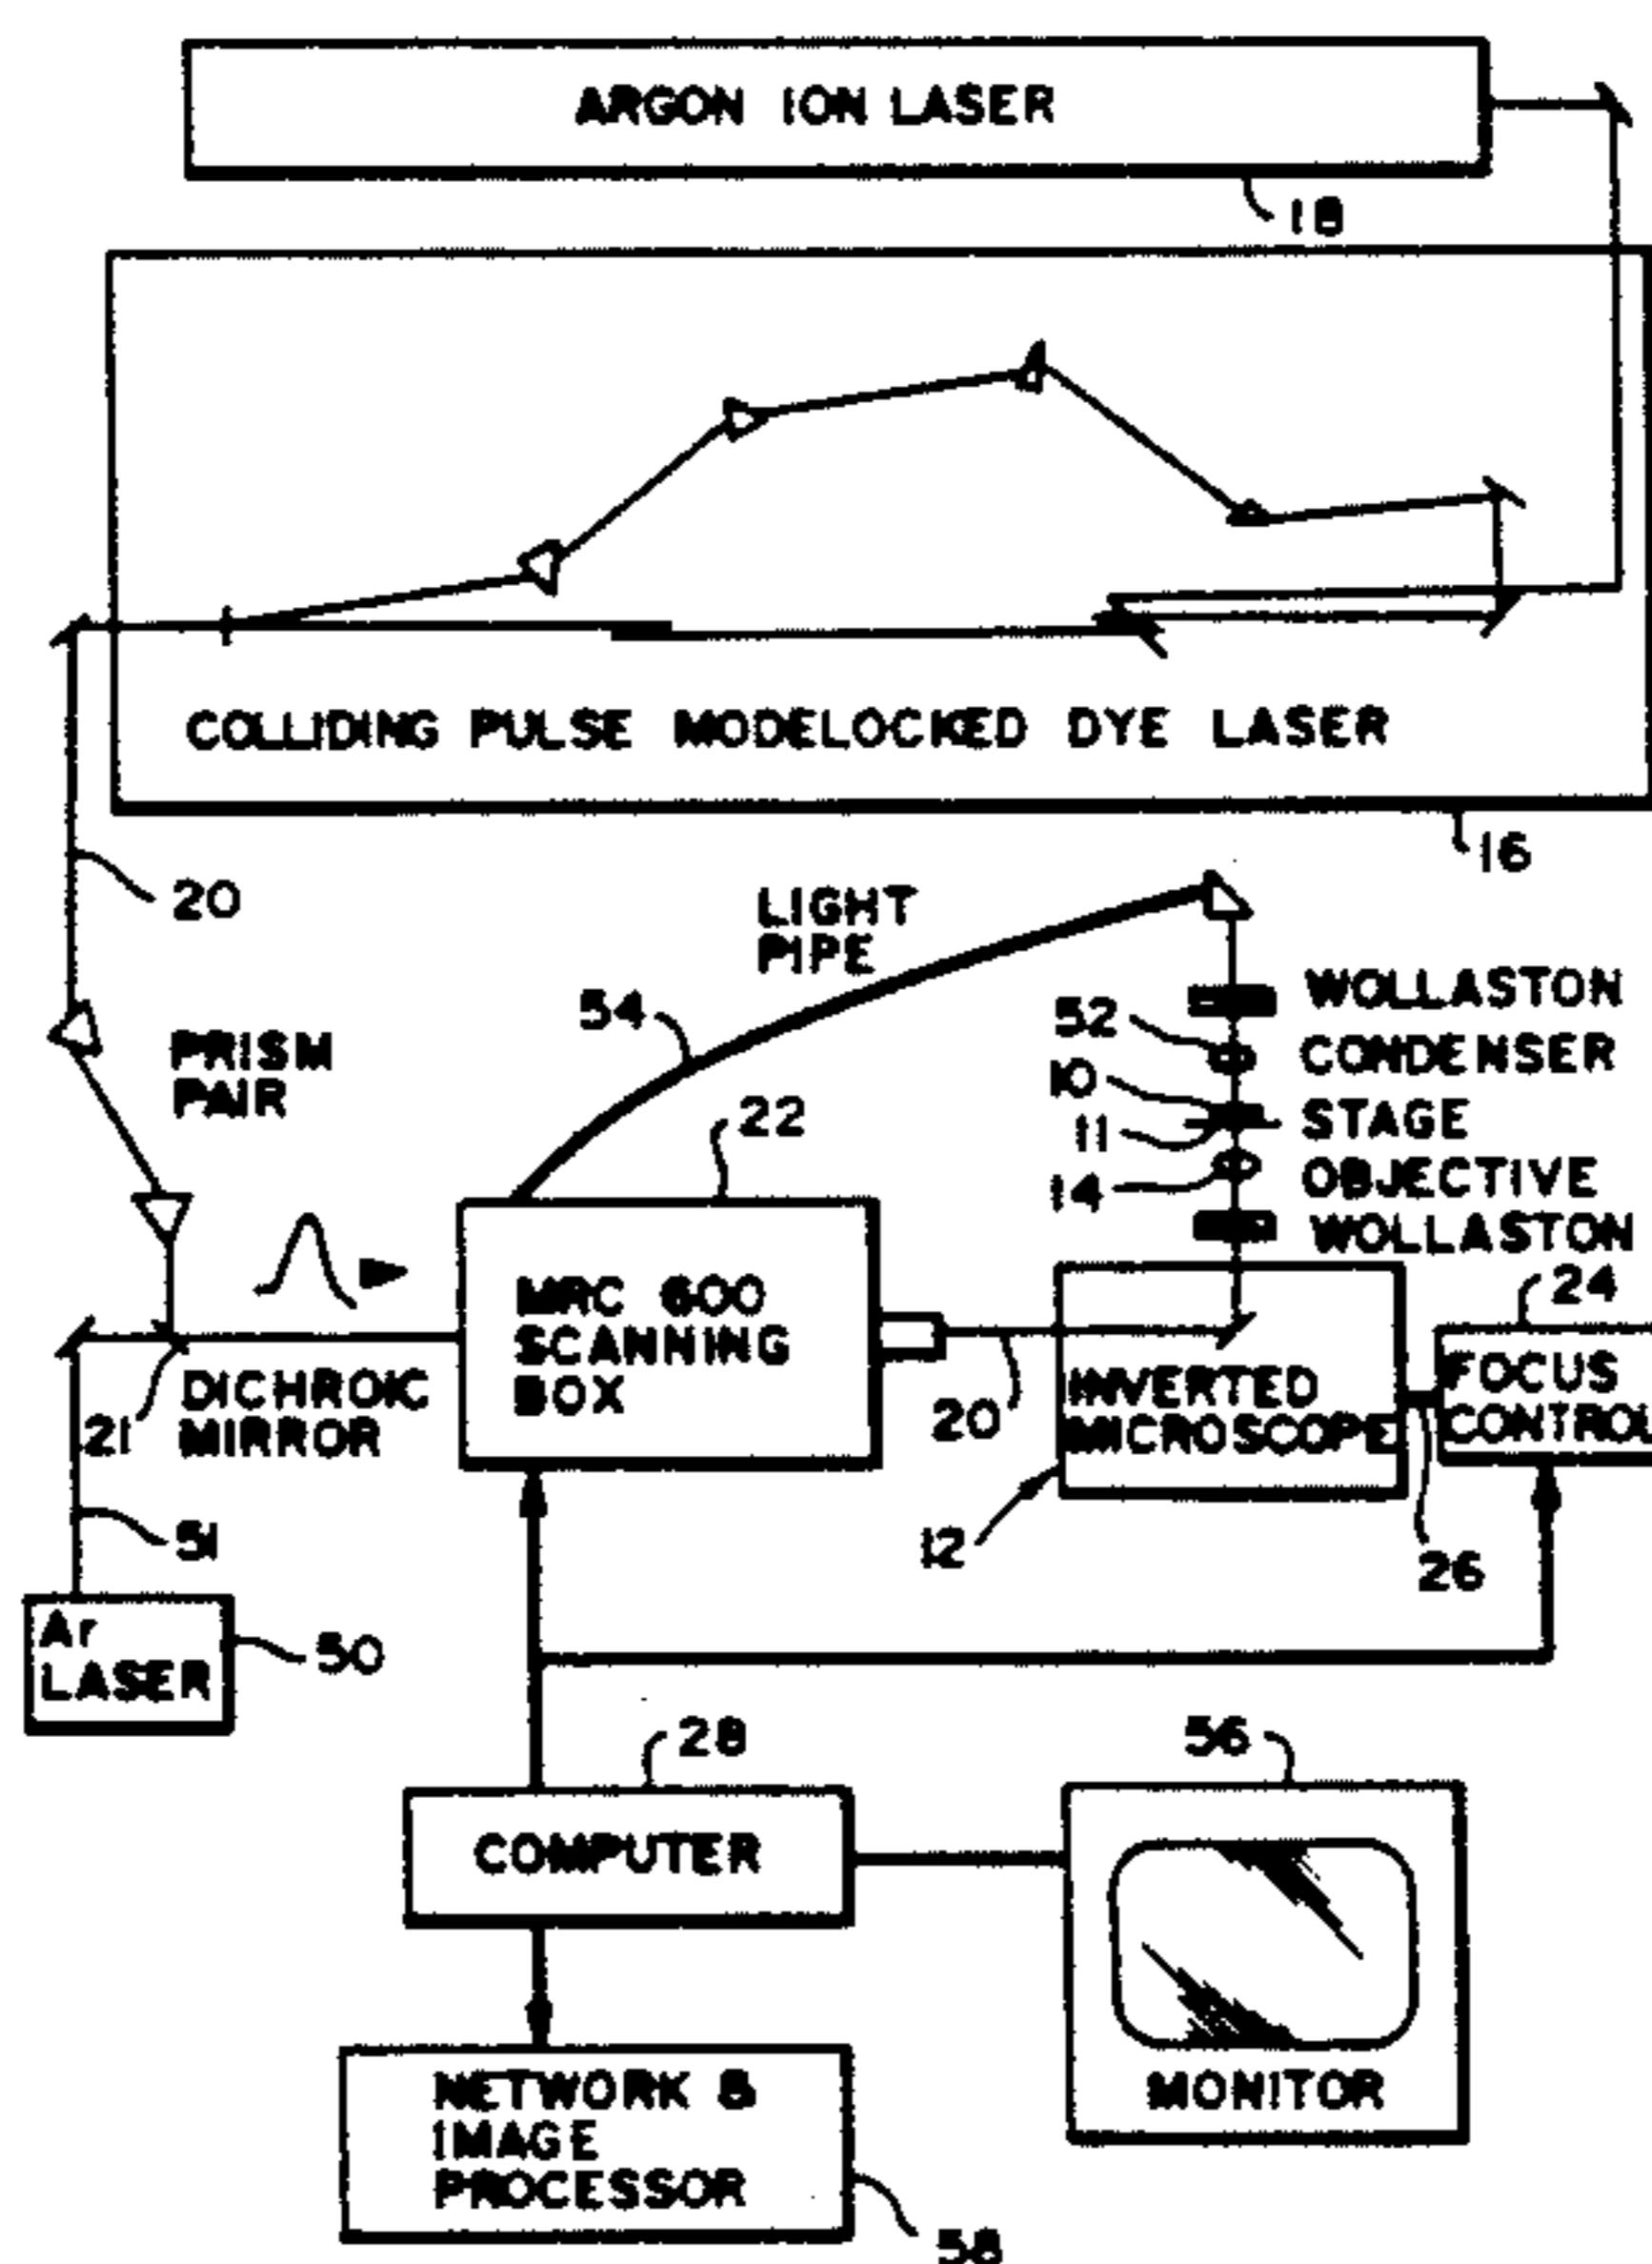 ARGON ION LASER
18
COLLIDING PULSE MODELOCKED DYE LASER
16
20
LIGHT
PIPE
54
PRISM
PAIR
22
WOLLASTON
52
CONDENSER
10
STAGE
11
OBJECTIVE
14
WOLLASTON
24
MRC 600
SCANNING
BOX
FOCUS
CONTROL
INVERTED
MICROSCOPE
20
DICHROIC
MIRROR
21
12
26
51
Ar
LASER
50
28
56
COMPUTER
MONITOR
NETWORK &
IMAGE
PROCESSOR
58